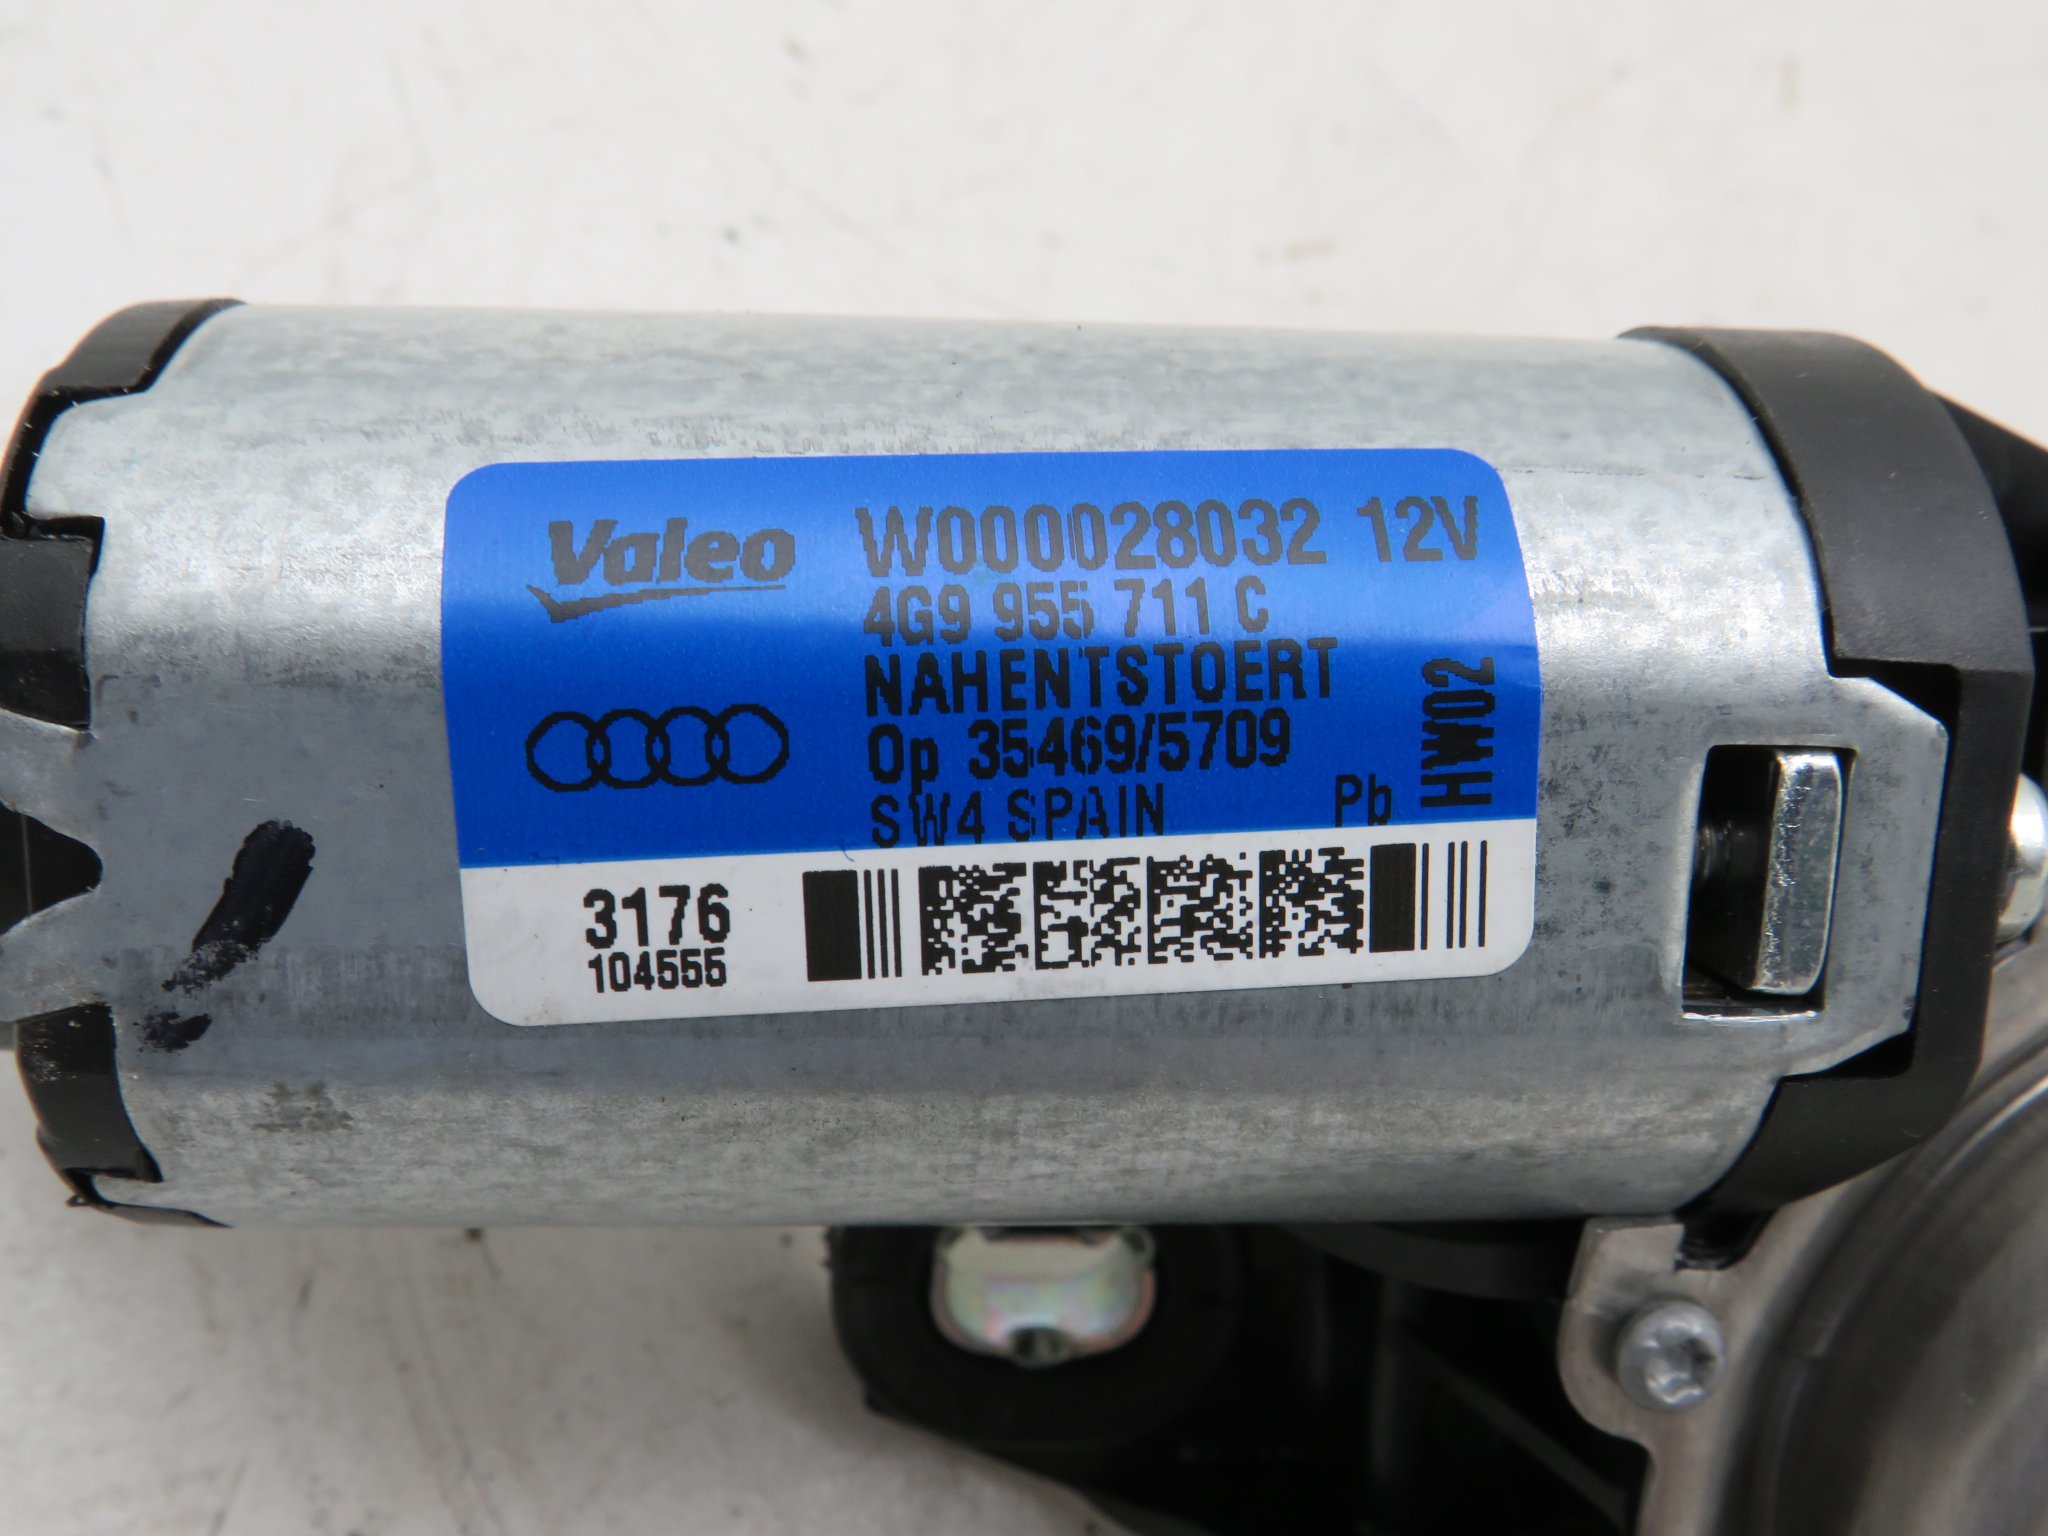 Valeo
W000028032 12V
4G9 955 711 C
NAHENTSTOERT
Op 35469/5709
SW4 SPAIN
Pb
HW02
3176
104555